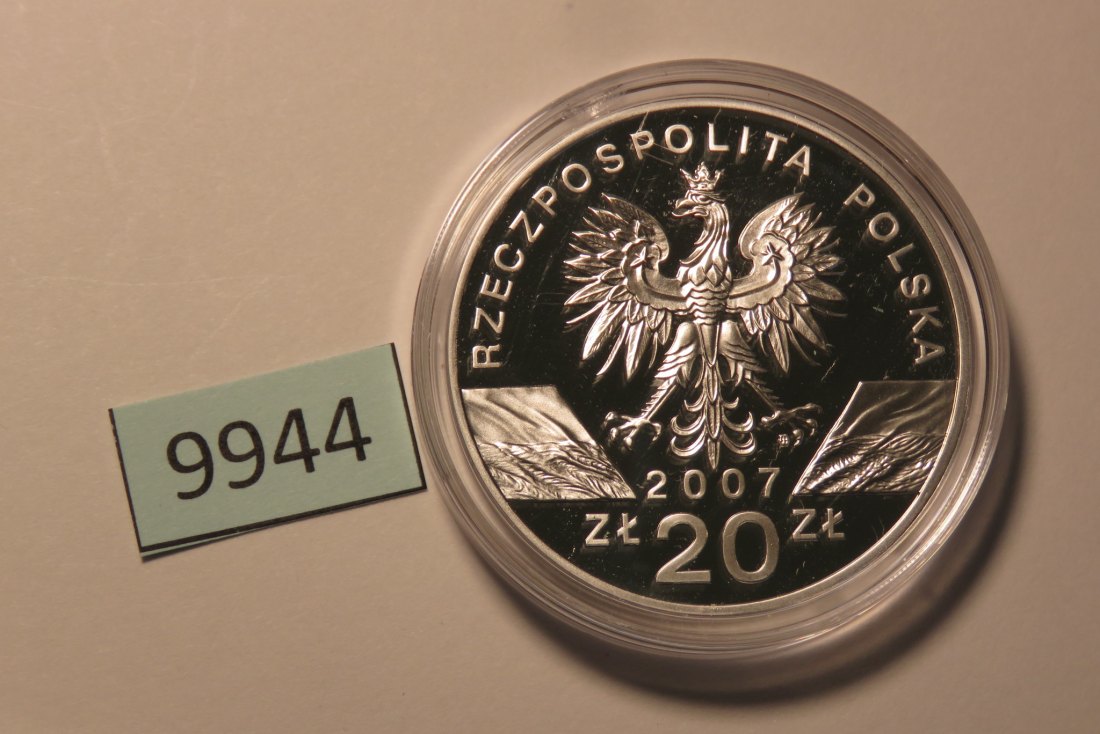 9944
RZECZPOSPOLITA POLSKA
2007
ZŁ 20 ZŁ